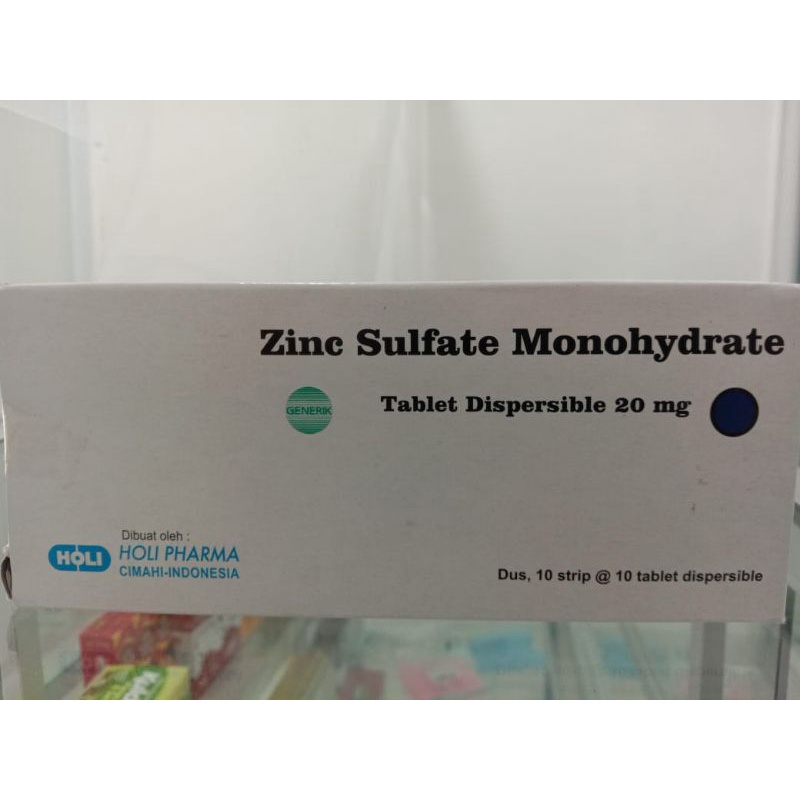 Zinc Sulfate Monohydrate
GENERIK
Tablet Dispersible 20 mg
Dibuat oleh :
HOLI
HOLI PHARMA
CIMAHI-INDONESIA
Dus, 10 strip @ 10 tablet dispersible